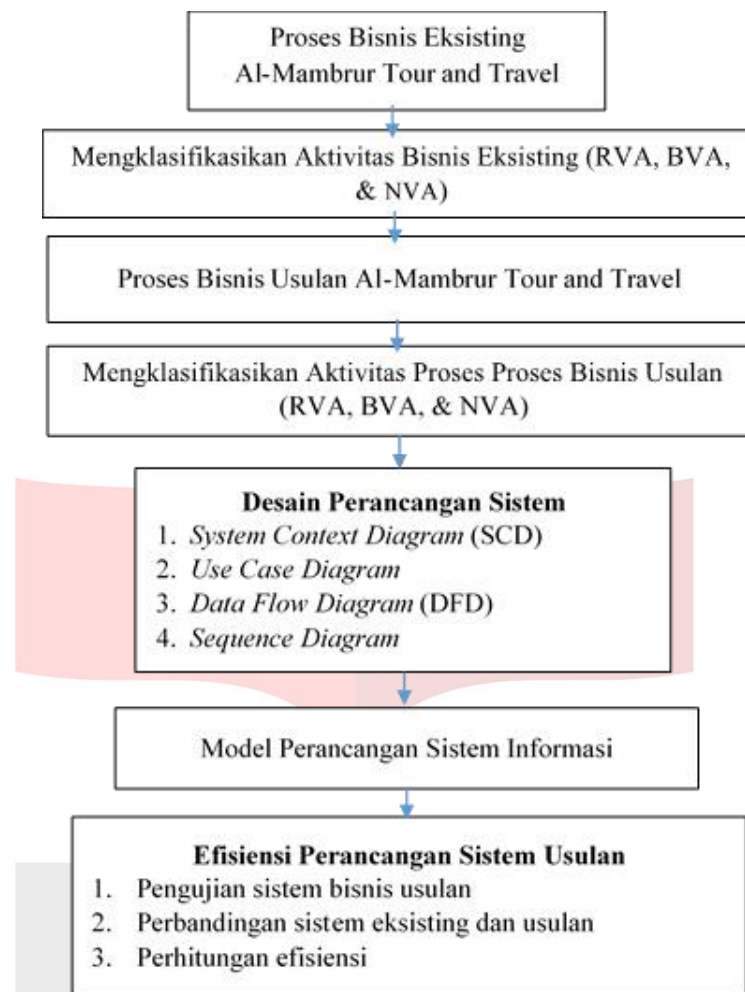 Proses Bisnis Eksisting
Al-Mambrur Tour and Travel
Mengklasifikasikan Aktivitas Bisnis Eksisting (RVA, BVA,
& NVA)
Proses Bisnis Usulan Al-Mambrur Tour and Travel
Mengklasifikasikan Aktivitas Proses Proses Bisnis Usulan
(RVA, BVA, & NVA)
Desain Perancangan Sistem
1. System Context Diagram (SCD)
2. Use Case Diagram
3. Data Flow Diagram (DFD)
4. Sequence Diagram
Model Perancangan Sistem Informasi
Efisiensi Perancangan Sistem Usulan
1. Pengujian sistem bisnis usulan
2. Perbandingan sistem eksisting dan usulan
3. Perhitungan efisiensi